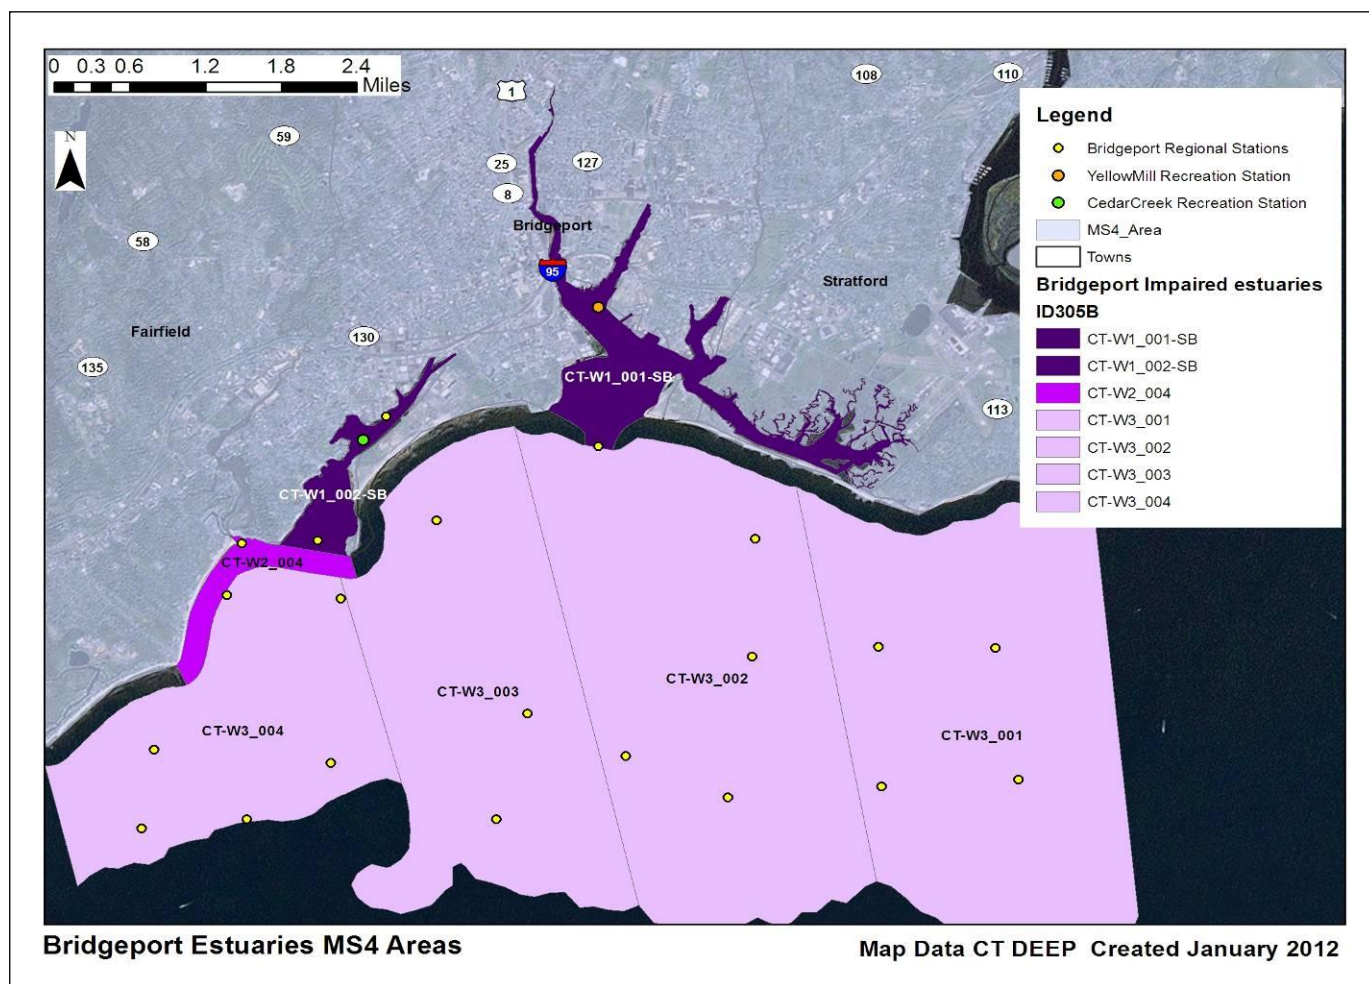 0 0.3 0.6 1.2 1.8 2.4
Miles
N
1
108
110
59
25
127
8
58
Bridgeport
95
Stratford
Fairfield
130
135
113
CT-W1_001-SB
CT-W1_002-SB
CT-W2_004
CT-W3_003
CT-W3_002
CT-W3_004
CT-W3_001
Legend
Bridgeport Regional Stations
YellowMill Recreation Station
CedarCreek Recreation Station
MS4_Area
Towns
Bridgeport Impaired estuaries
ID305B
CT-W1_001-SB
CT-W1_002-SB
CT-W2_004
CT-W3_001
CT-W3_002
CT-W3_003
CT-W3_004
Bridgeport Estuaries MS4 Areas
Map Data CT DEEP Created January 2012